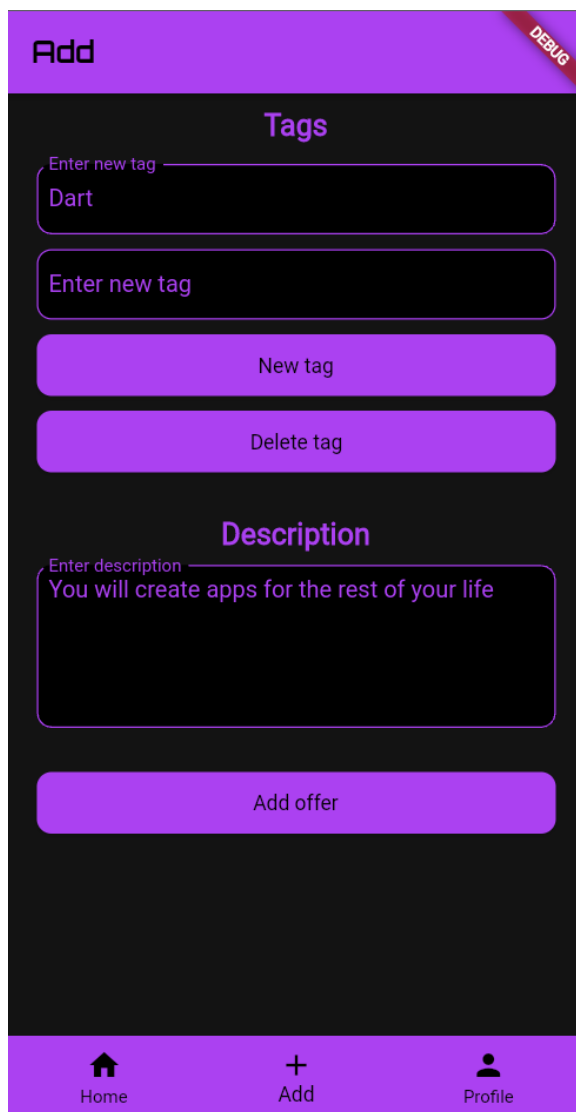 Add
DEBUG
Tags
Enter new tag
Dart
Enter new tag
New tag
Delete tag
Description
Enter description
You will create apps for the rest of your life
Add offer
Home
Add
Profile